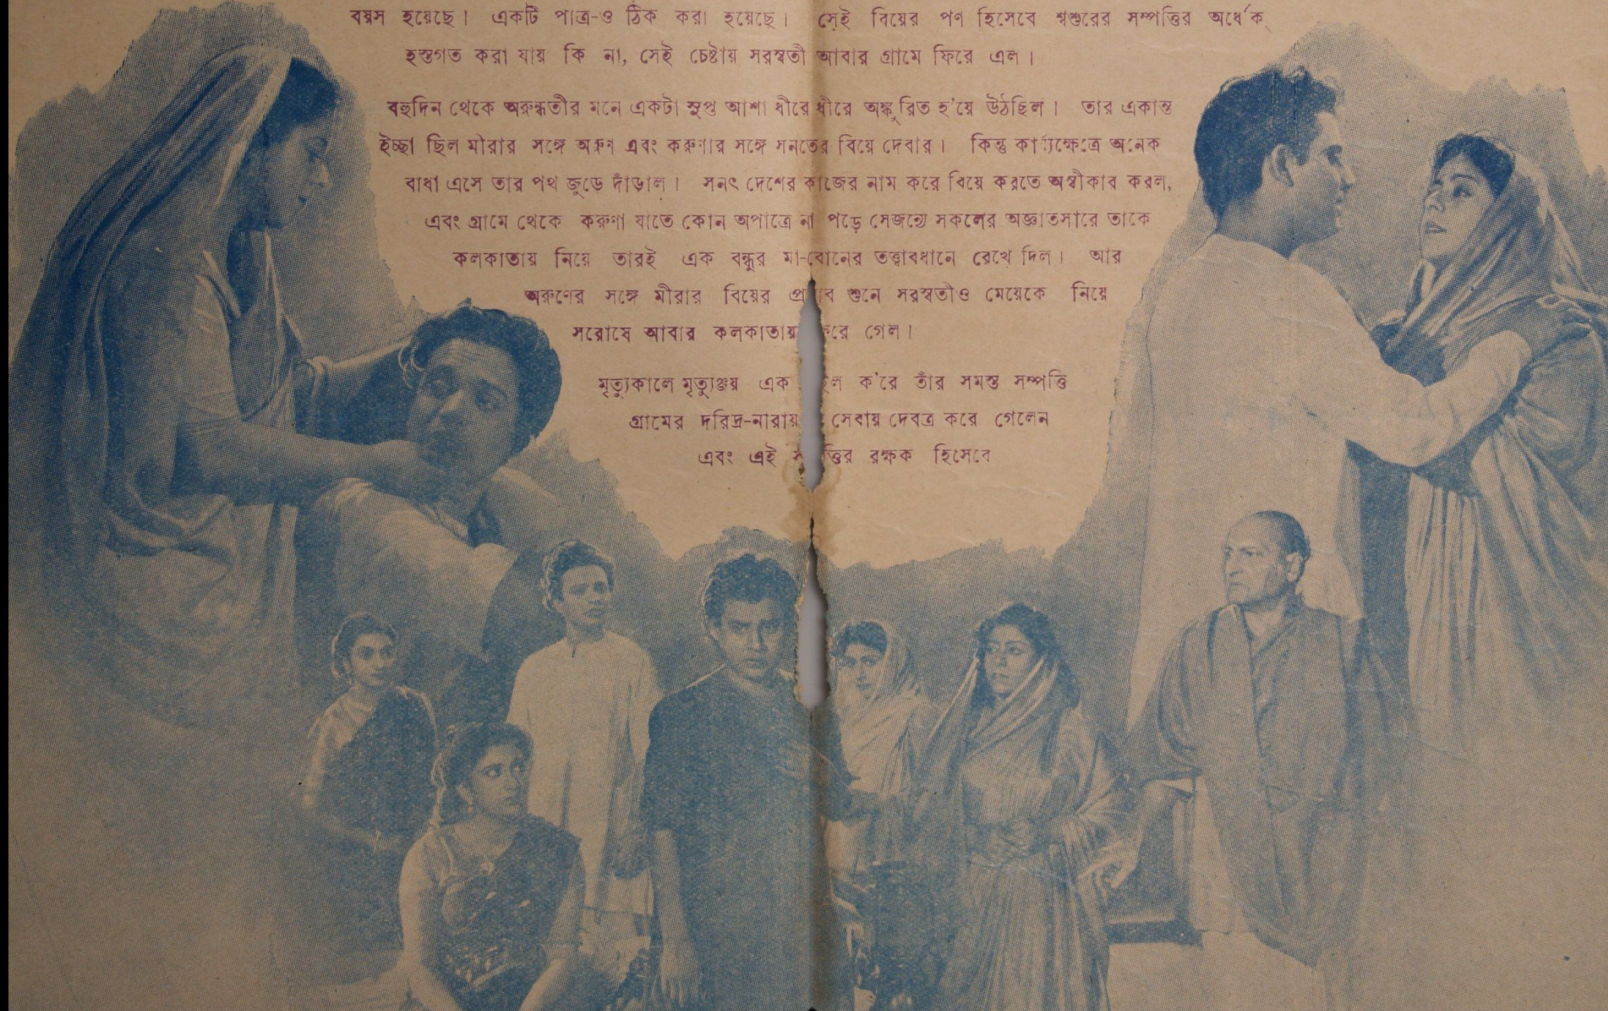 বয়স হয়েছে। একটি পাত্র-ও ঠিক করা হয়েছে। সেই বিয়ের পণ হিসেবে শ্বশুরের সম্পত্তির অর্ধেক
হস্তগত করা যায় কি না, সেই চেষ্টায় সরস্বতী আবার গ্রামে ফিরে এল।
বহুদিন থেকে অরুন্ধতীর মনে একটা সুপ্ত আশা ধীরে ধীরে অঙ্কুরিত হ'য়ে উঠছিল। তার একান্ত
ইচ্ছা ছিল মীরার সঙ্গে অরুণ এবং করুণার সঙ্গে সনতের বিয়ে দেবার। কিন্তু কার্য্যক্ষেত্রে অনেক
বাধা এসে তার পথ জুড়ে দাঁড়াল। সনৎ দেশের কাজের নাম করে বিয়ে করতে অস্বীকার করল,
এবং গ্রামে থেকে করুণা যাতে কোন অপাত্রে না পড়ে সেজন্যে সকলের অজ্ঞাতসারে তাকে
কলকাতায় নিয়ে তারই এক বন্ধুর মা-বোনের তত্ত্বাবধানে রেখে দিল। আর
অরুণের সঙ্গে মীরার বিয়ের শুনে সরস্বতীও মেয়েকে নিয়ে
সরোষে আবার কলকাতায় গেল।
মৃত্যুকালে মৃত্যুঞ্জয় এক ক'রে তাঁর সমস্ত সম্পত্তি
গ্রামের সেবায় দেবত্র করে গেলেন
এবং এই রক্ষক হিসেবে